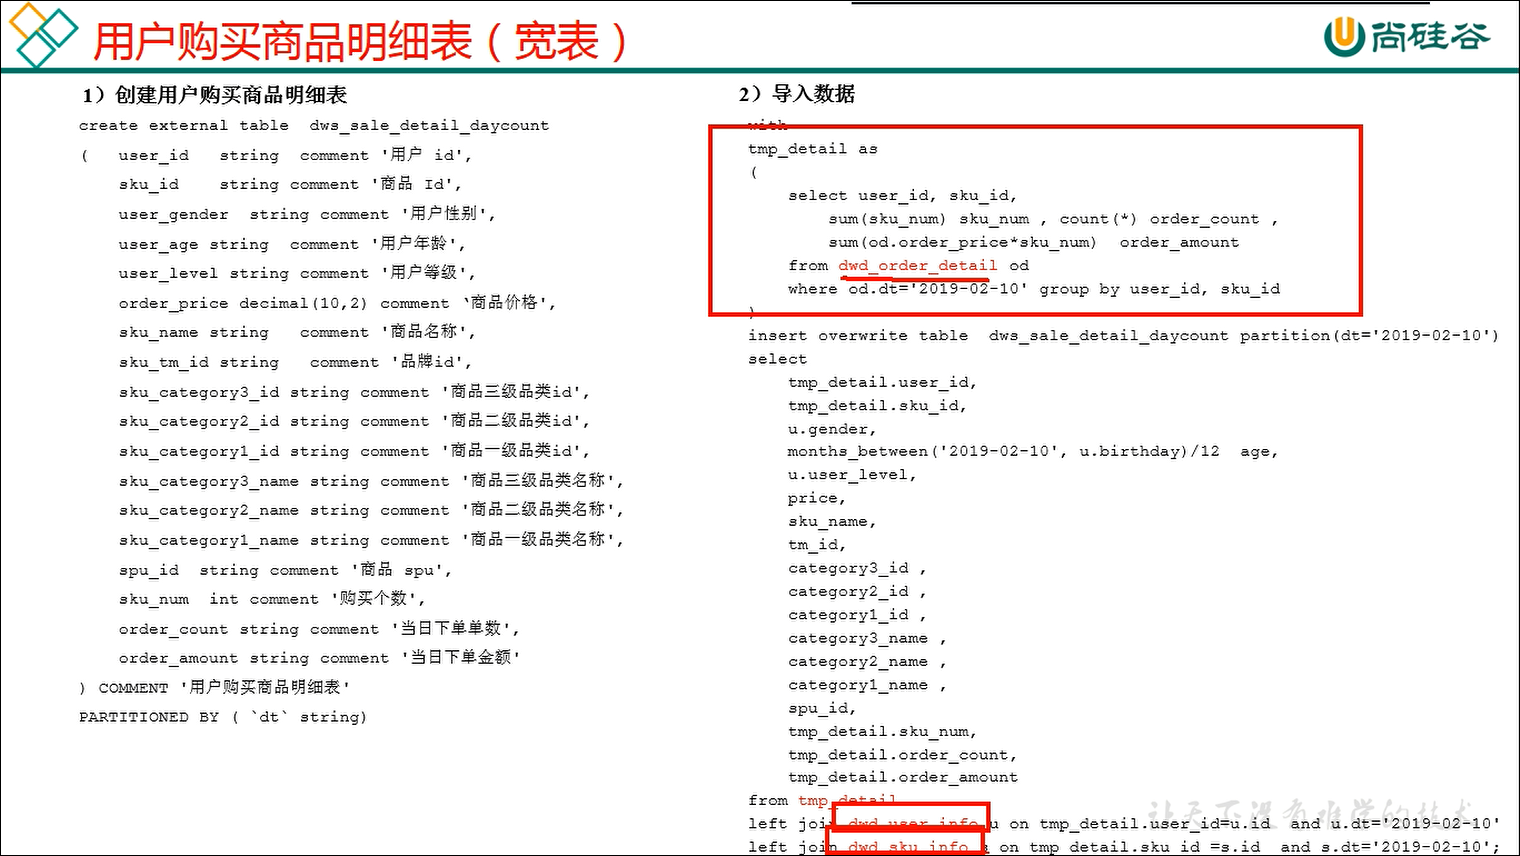 用户购买商品明细表（宽表）
尚硅谷
1）创建用户购买商品明细表
create external table  dws_sale_detail_daycount
(   user_id   string  comment '用户 id',
sku_id    string comment '商品 Id',
user_gender  string comment '用户性别',
user_age string  comment '用户年龄',
user_level string comment '用户等级',
order_price decimal(10,2) comment '商品价格',
sku_name string   comment '商品名称',
sku_tm_id string   comment '品牌id',
sku_category3_id string comment '商品三级品类id',
sku_category2_id string comment '商品二级品类id',
sku_category1_id string comment '商品一级品类id',
sku_category3_name string comment '商品三级品类名称',
sku_category2_name string comment '商品二级品类名称',
sku_category1_name string comment '商品一级品类名称',
spu_id  string comment '商品 spu',
sku_num  int comment '购买个数',
order_count string comment '当日下单单数',
order_amount string comment '当日下单金额'
) COMMENT '用户购买商品明细表'
PARTITIONED BY ( `dt` string)
2）导入数据
with
tmp_detail as
(
select user_id, sku_id,
sum(sku_num) sku_num , count(*) order_count ,
sum(od.order_price*sku_num)  order_amount
from dwd_order_detail od
where od.dt='2019-02-10' group by user_id, sku_id
)
insert overwrite table  dws_sale_detail_daycount partition(dt='2019-02-10')
select
tmp_detail.user_id,
tmp_detail.sku_id,
u.gender,
months_between('2019-02-10', u.birthday)/12  age,
u.user_level,
price,
sku_name,
tm_id,
category3_id ,
category2_id ,
category1_id ,
category3_name ,
category2_name ,
category1_name ,
spu_id,
tmp_detail.sku_num,
tmp_detail.order_count,
tmp_detail.order_amount
from tmp_detail
left join dwd_user_info u on tmp_detail.user_id=u.id  and u.dt='2019-02-10'
left join dwd_sku_info s on tmp_detail.sku_id =s.id  and s.dt='2019-02-10';
让天下没有难学的技术